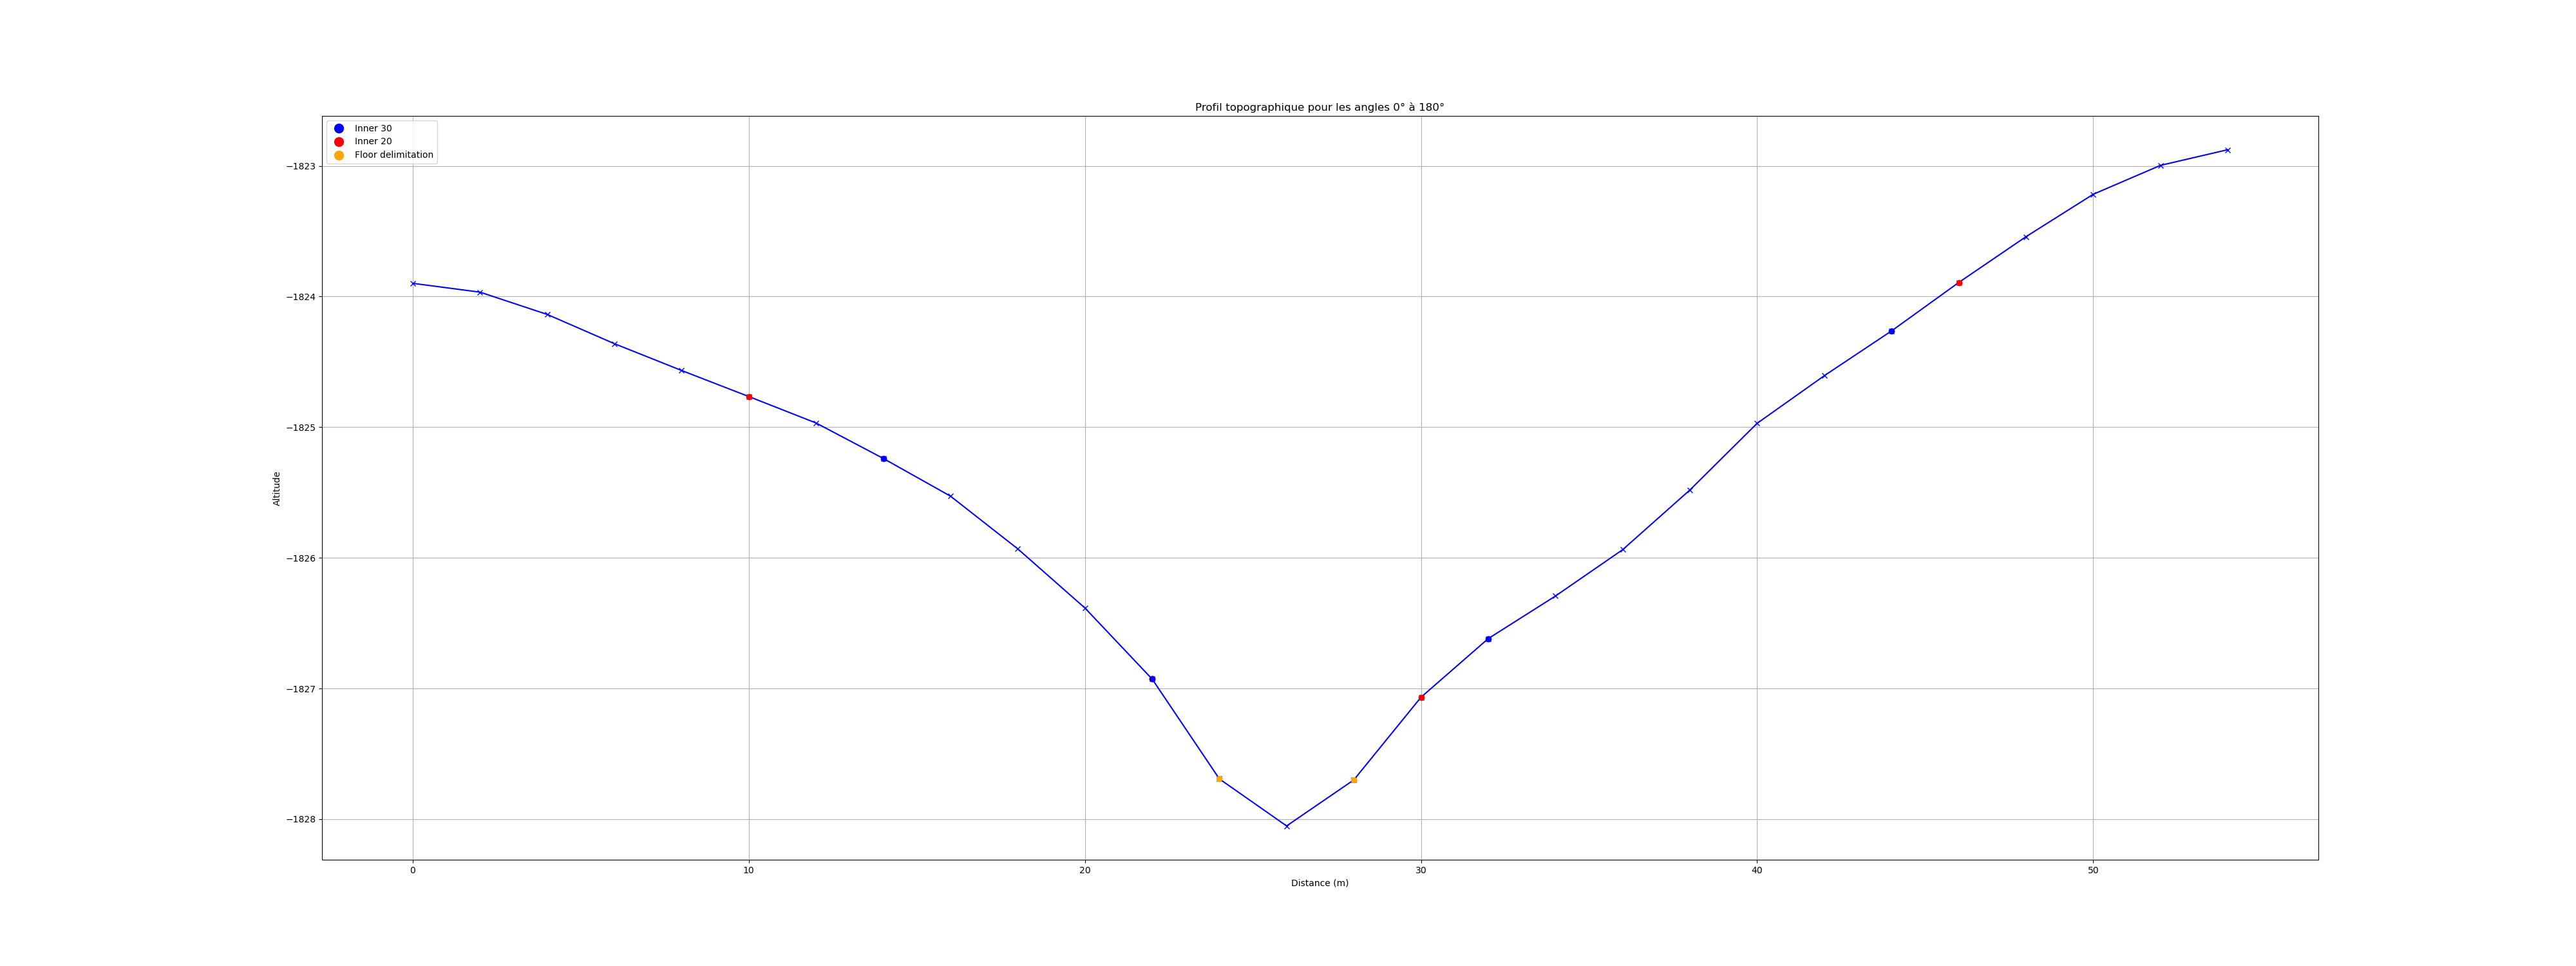 Profil topographique pour les angles 0° à 180°
Inner 30
Inner 20
Floor delimitation
−1823
−1824
−1825
−1826
−1827
−1828
Altitude
0 10 20 30 40 50
Distance (m)